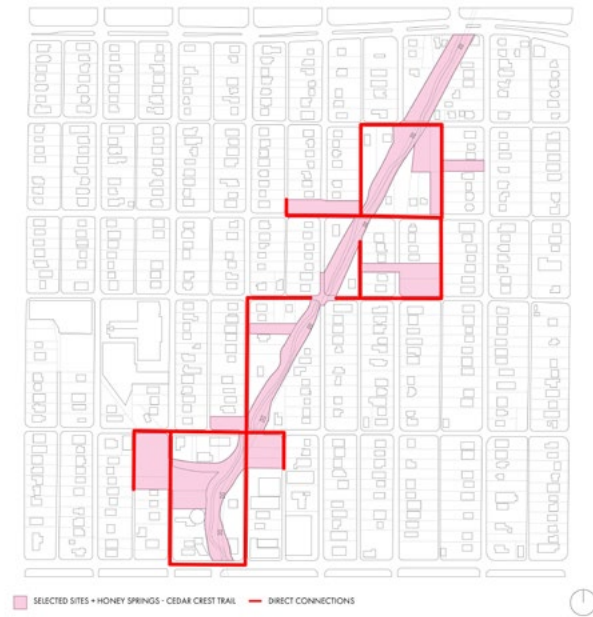 SELECTED SITES + HONEY SPRINGS - CEDAR CREST TRAIL
DIRECT CONNECTIONS